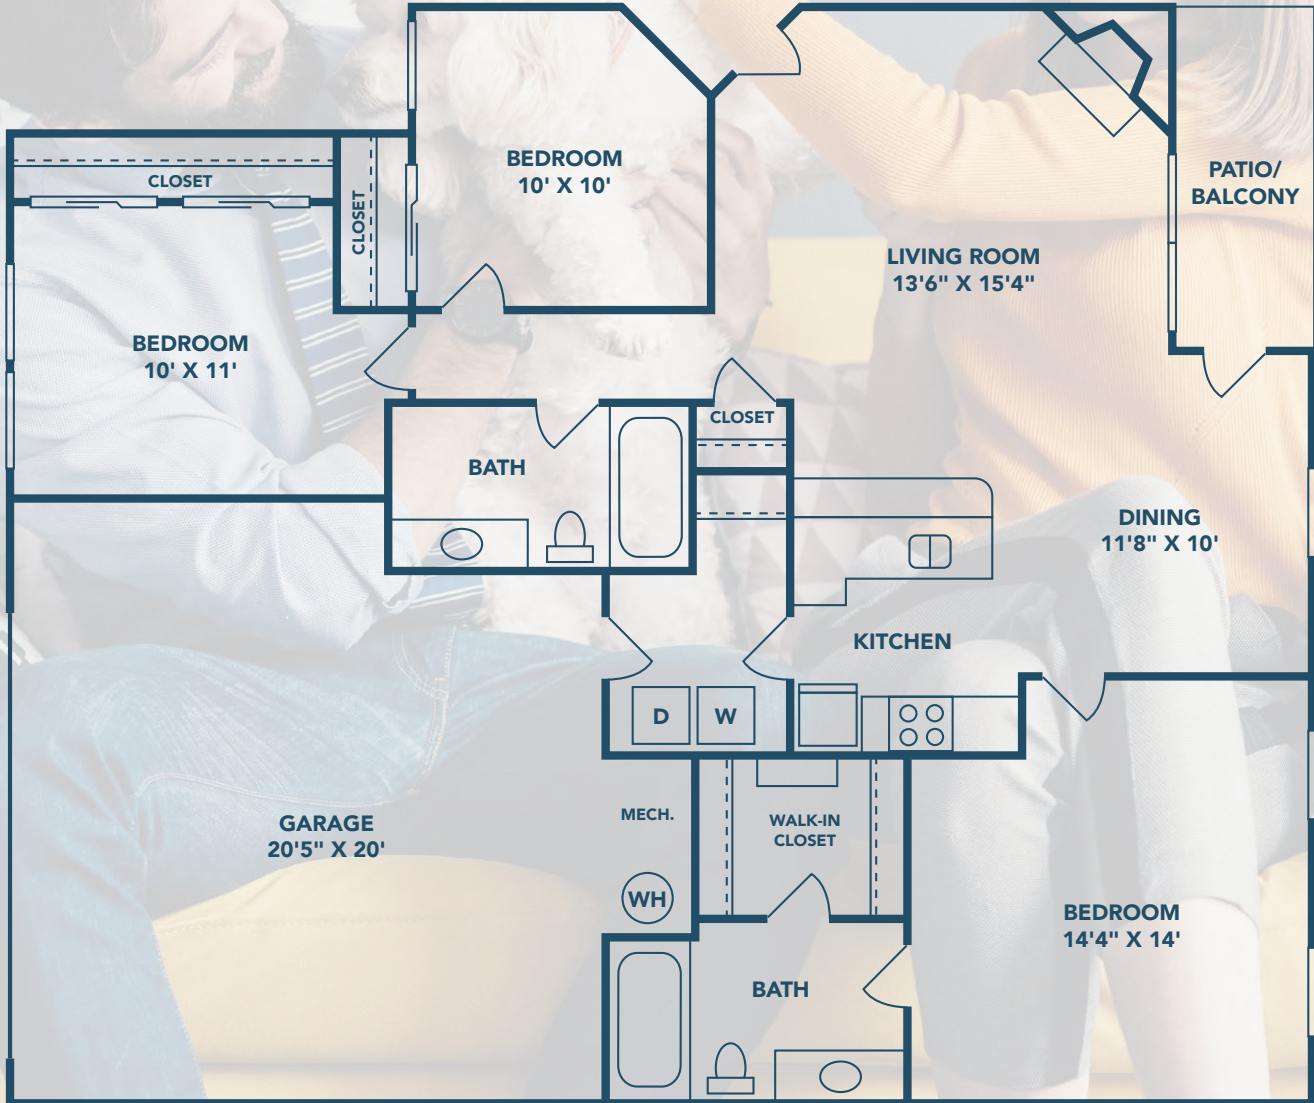 BEDROOM
10' X 10'
CLOSET
CLOSET
PATIO/
BALCONY
LIVING ROOM
13'6" X 15'4"
BEDROOM
10' X 11'
CLOSET
BATH
DINING
11'8" X 10'
KITCHEN
D
W
MECH.
WALK-IN
CLOSET
GARAGE
20'5" X 20'
WH
BEDROOM
14'4" X 14'
BATH